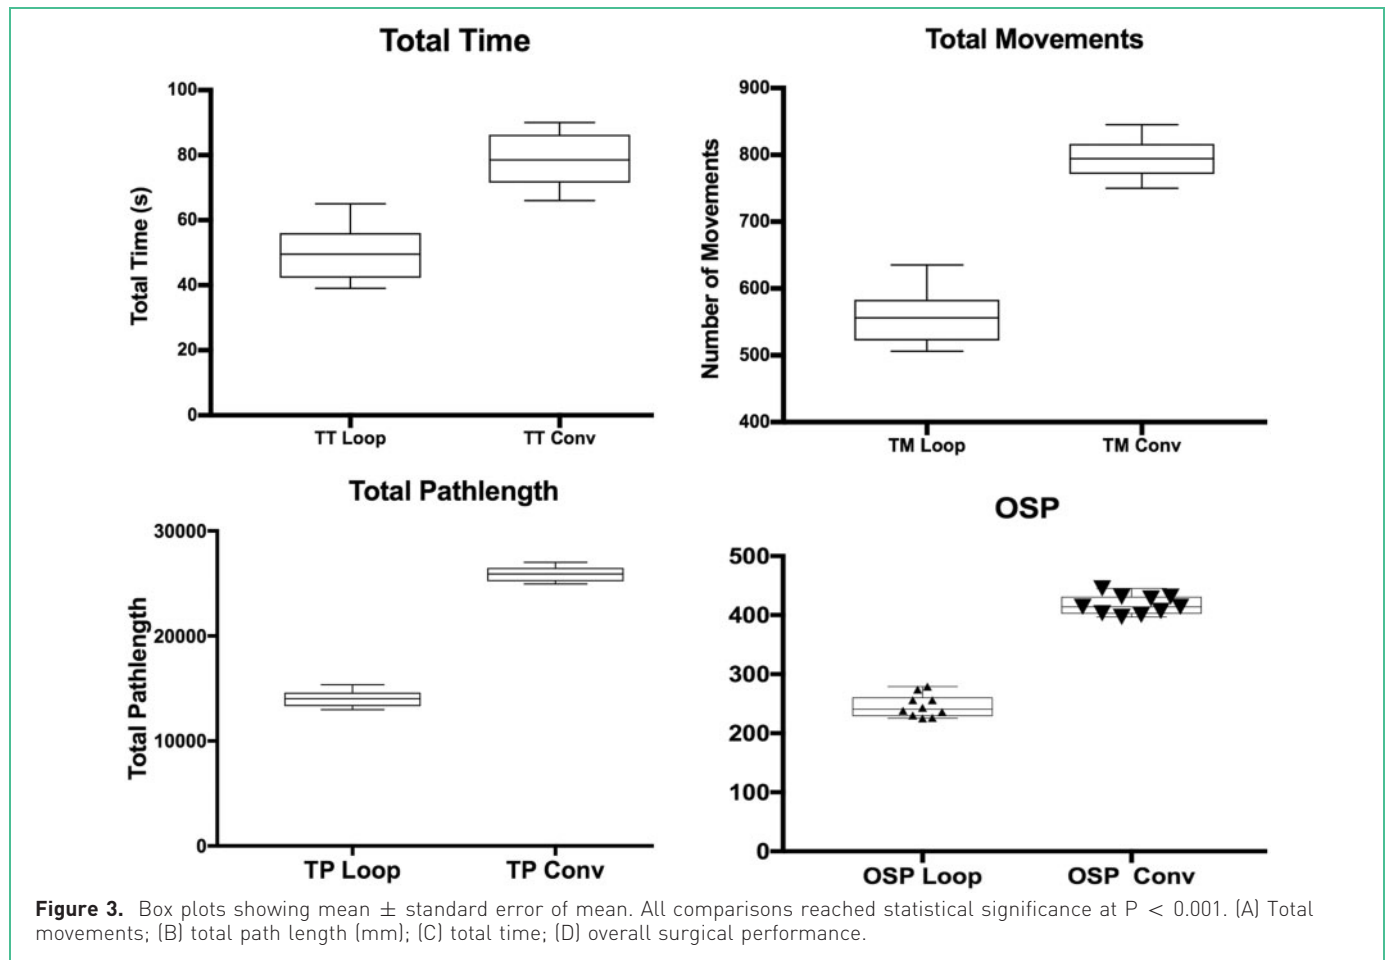 Total Time
100
80
60
40
20
0
Total Time (s)
TT Loop TT Conv
Total Movements
900
800
700
600
500
400
Number of Movements
TM Loop TM Conv
Total Pathlength
30000
20000
10000
0
Total Pathlength
TP Loop TP Conv
OSP
500
400
300
200
100
0
OSP Loop OSP Conv
Figure 3. Box plots showing mean ± standard error of mean. All comparisons reached statistical significance at P < 0.001. (A) Total
movements; (B) total path length (mm); (C) total time; (D) overall surgical performance.